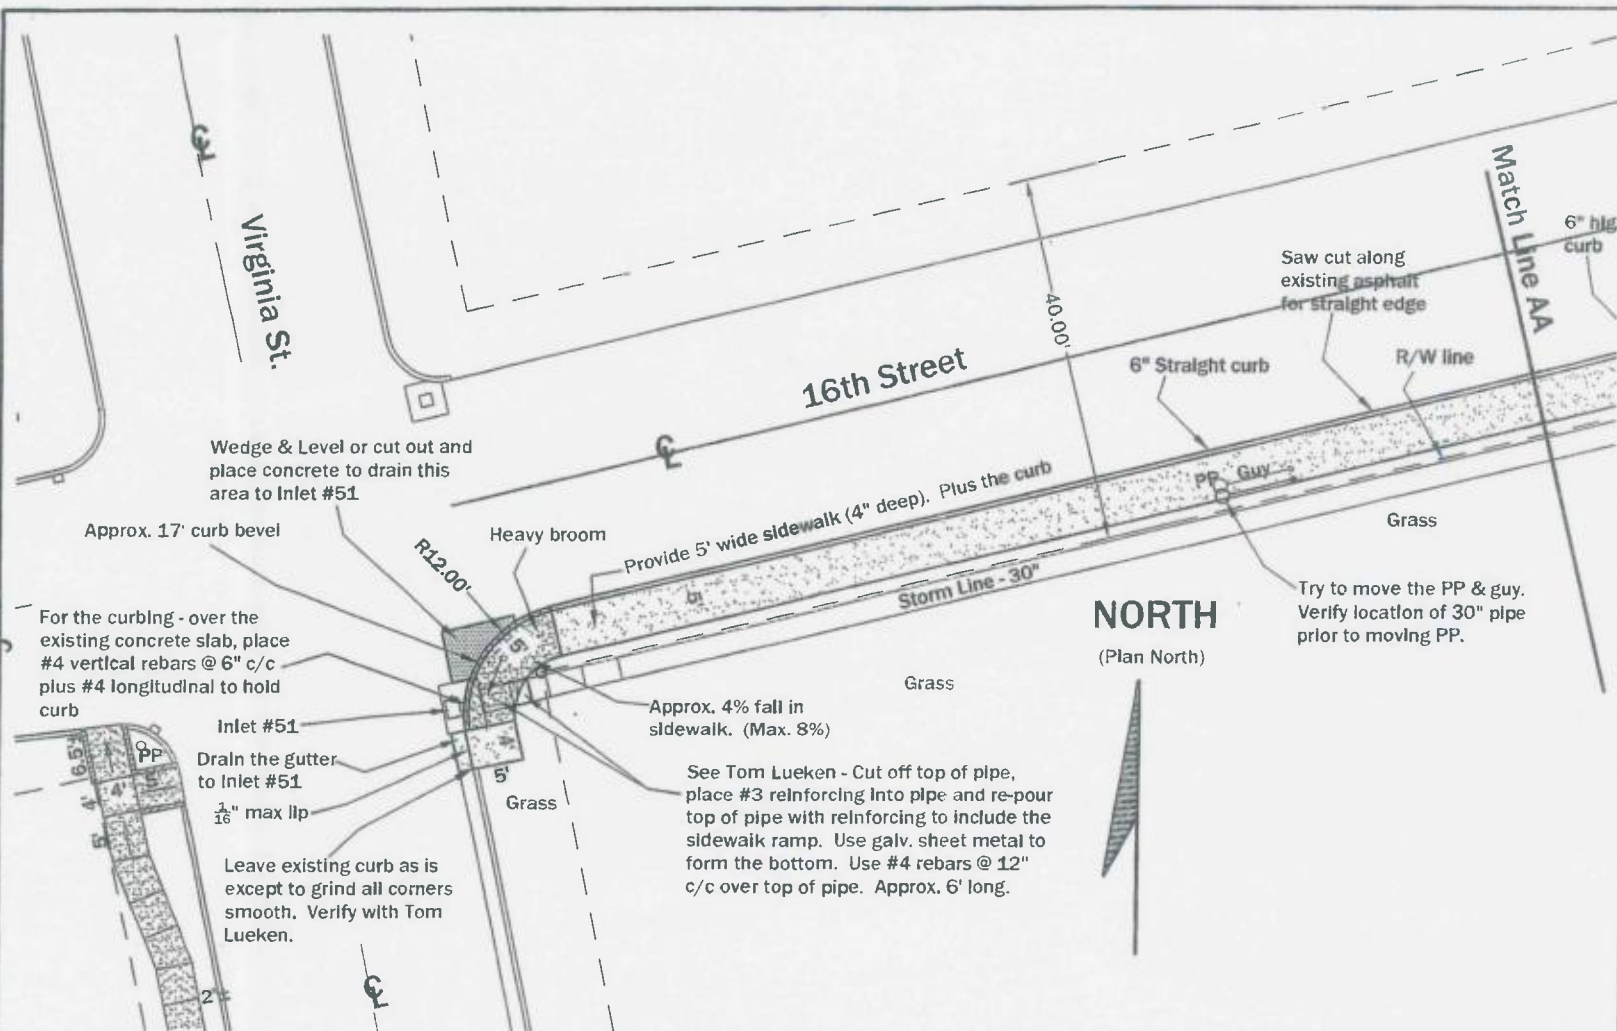 ℄
Virginia St.
Match Line AA
6" hig
curb
Saw cut along
existing asphalt
for straight edge
40.00'
6" Straight curb
R/W line
16th Street
℄
Wedge & Level or cut out and
place concrete to drain this
area to Inlet #51
Approx. 17' curb bevel
Heavy broom
R12.00'
Provide 5' wide sidewalk (4" deep). Plus the curb
PP
Guy
Grass
5'
Storm Line - 30"
Try to move the PP & guy.
Verify location of 30" pipe
prior to moving PP.
NORTH
(Plan North)
For the curbing - over the
existing concrete slab, place
#4 vertical rebars @ 6" c/c
plus #4 longitudinal to hold
curb
5'
Grass
Approx. 4% fall in
sidewalk. (Max. 8%)
Inlet #51
Drain the gutter
to Inlet #51
1/16" max lip
4'
5'
Grass
See Tom Lueken - Cut off top of pipe,
place #3 reinforcing into pipe and re-pour
top of pipe with reinforcing to include the
sidewalk ramp. Use galv. sheet metal to
form the bottom. Use #4 rebars @ 12"
c/c over top of pipe. Approx. 6' long.
6.5'
PP
5'
4'
4'
5'
Leave existing curb as is
except to grind all corners
smooth. Verify with Tom
Lueken.
2'
℄